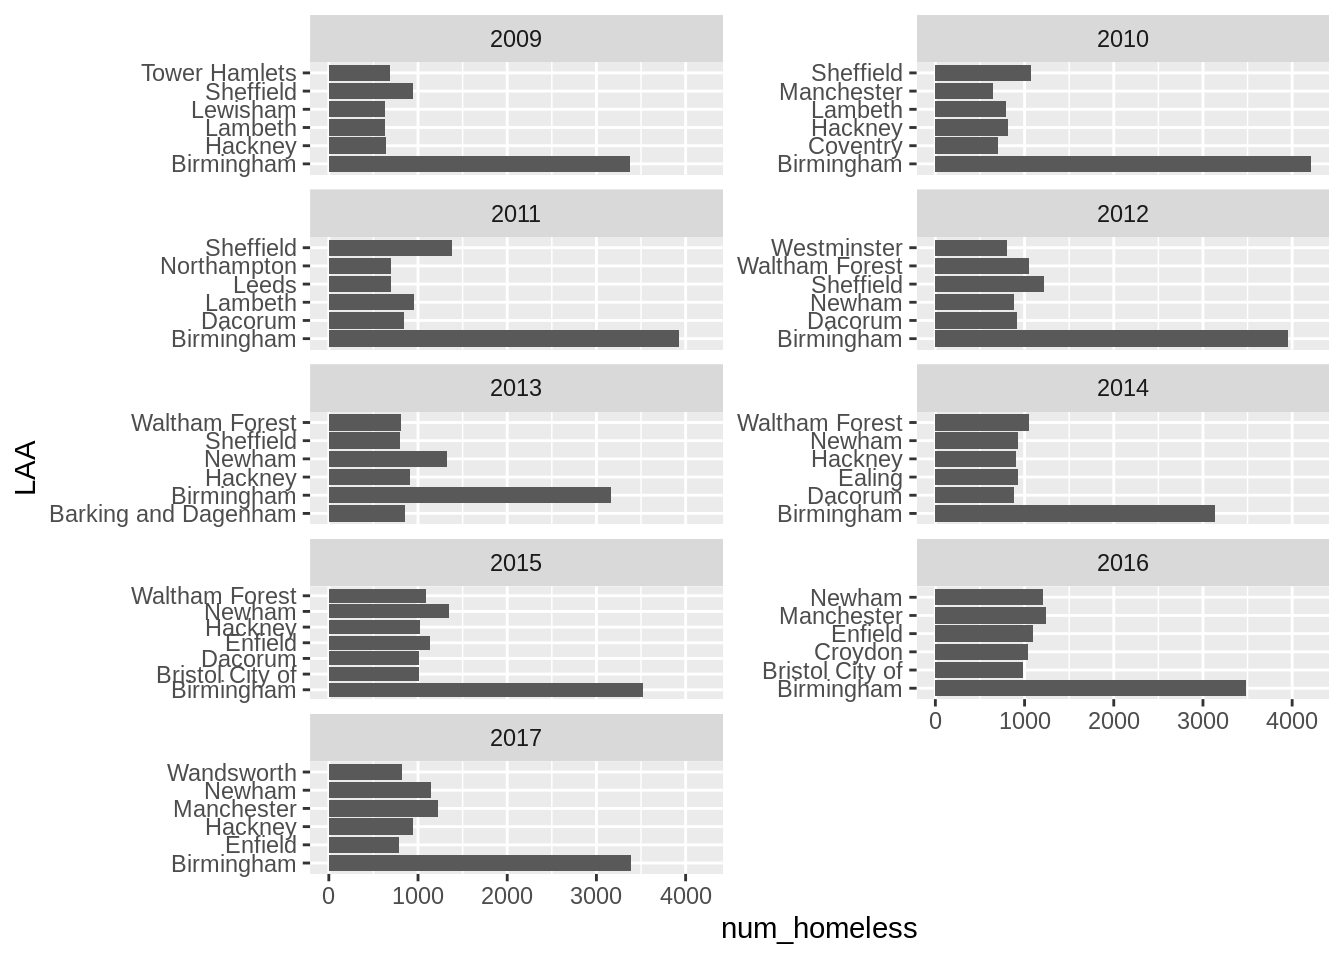 2009
Tower Hamlets
Sheffield
Lewisham
Lambeth
Hackney
Birmingham
2010
Sheffield
Manchester
Lambeth
Hackney
Coventry
Birmingham
2011
Sheffield
Northampton
Leeds
Lambeth
Dacorum
Birmingham
2012
Westminster
Waltham Forest
Sheffield
Newham
Dacorum
Birmingham
2013
Waltham Forest
Sheffield
Newham
Hackney
Birmingham
Barking and Dagenham
2014
Waltham Forest
Newham
Hackney
Ealing
Dacorum
Birmingham
2015
Waltham Forest
Newham
Hackney
Enfield
Dacorum
Bristol City of
Birmingham
2016
Newham
Manchester
Enfield
Croydon
Bristol City of
Birmingham
0 1000 2000 3000 4000
2017
Wandsworth
Newham
Manchester
Hackney
Enfield
Birmingham
0 1000 2000 3000 4000
LAA
num_homeless